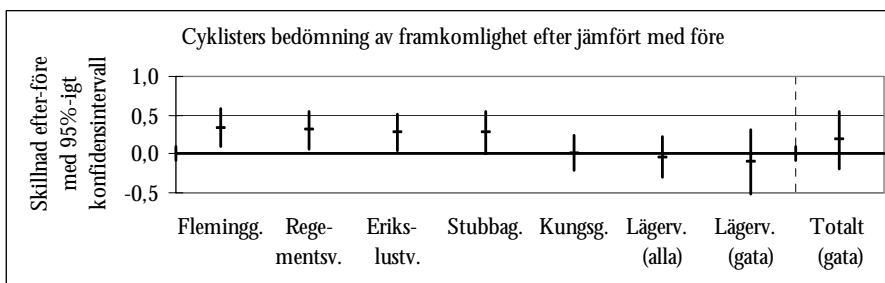 Cyklisters bedömning av framkomlighet efter jämfört med före
Skillnad efter-före
med 95%-igt
konfidensintervall
1,0
0,5
0,0
-0,5
Flemingg. Rege- Eriks- Stubbag. Kungsg. Lägerv. Lägerv. Totalt
mentsv. lustv. (alla) (gata) (gata)